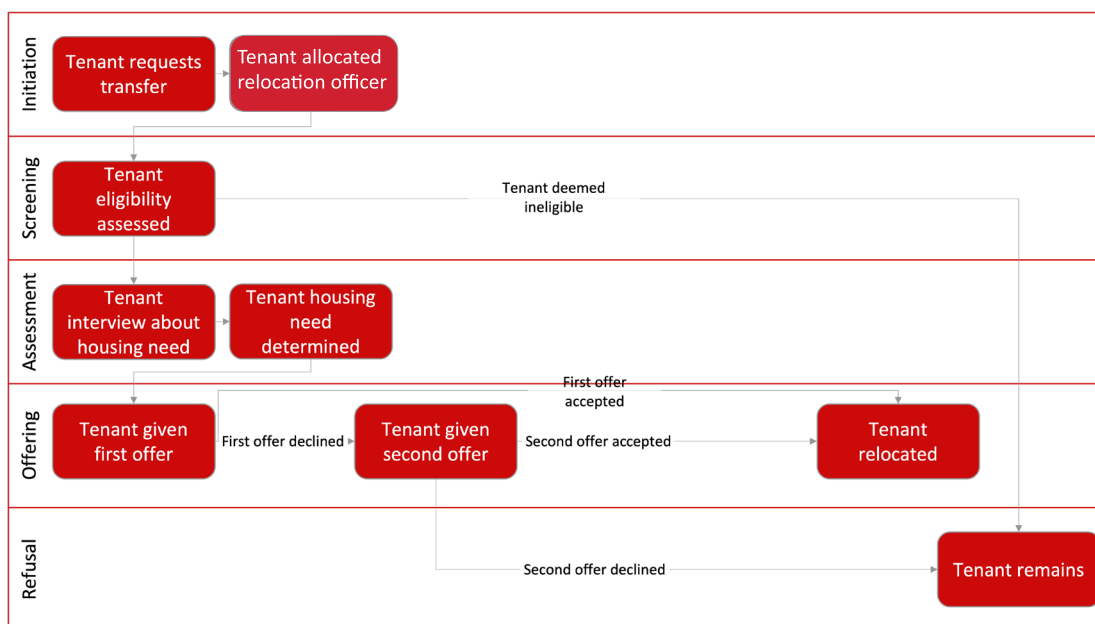 Initiation
Tenant requests
transfer
Tenant allocated
relocation officer
Screening
Tenant
eligibility
assessed
Tenant deemed
ineligible
Assessment
Tenant
interview about
housing need
Tenant housing
need
determined
Offering
First offer
accepted
Tenant given
first offer
First offer declined
Tenant given
second offer
Second offer accepted
Tenant
relocated
Refusal
Second offer declined
Tenant remains